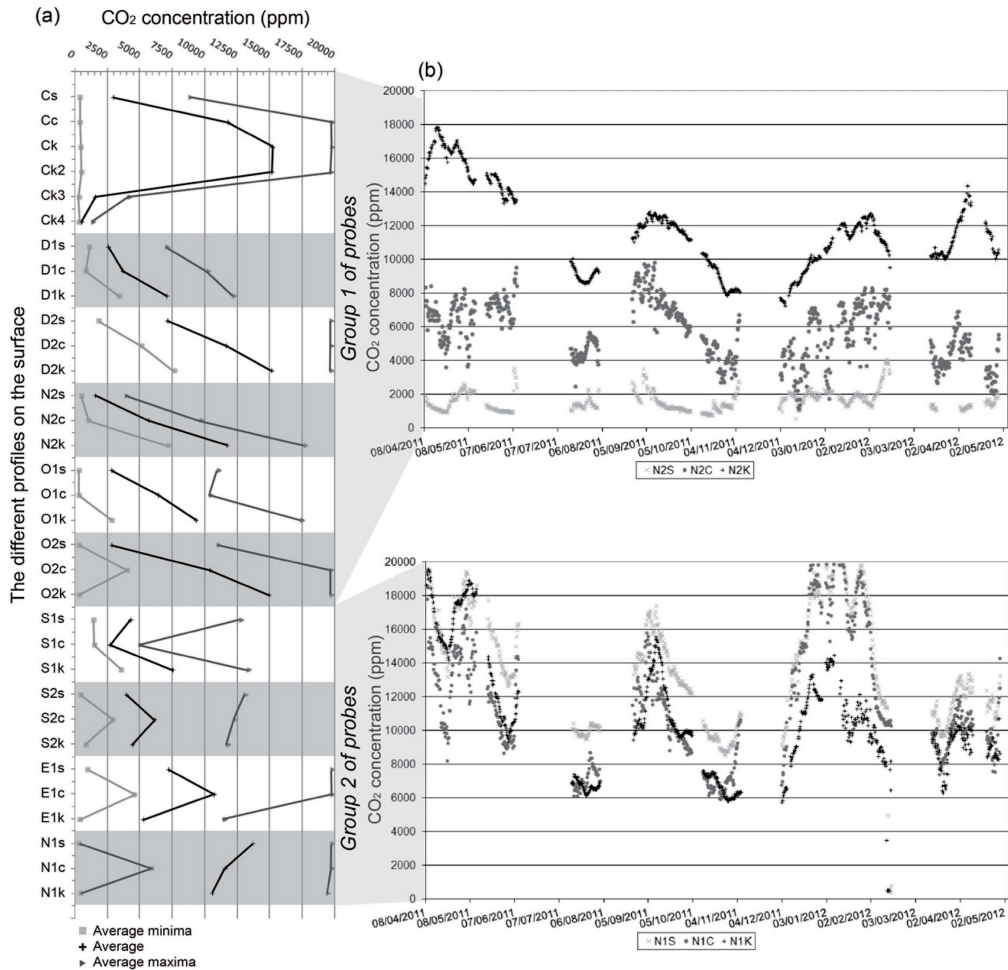 (a)
CO₂ concentration (ppm)
0 2500 5000 7500 10000 12500 15000 17500 20000
The different profiles on the surface
Cs
Cc
Ck
Ck2
Ck3
Ck4
D1s
D1c
D1k
D2s
D2c
D2k
N2s
N2c
N2k
O1s
O1c
O1k
O2s
O2c
O2k
S1s
S1c
S1k
S2s
S2c
S2k
E1s
E1c
E1k
N1s
N1c
N1k
Average minima
Average
Average maxima
(b)
Group 1 of probes
CO₂ concentration (ppm)
20000
18000
16000
14000
12000
10000
8000
6000
4000
2000
0
08/04/2011 08/05/2011 07/06/2011 07/07/2011 06/08/2011 05/09/2011 05/10/2011 04/11/2011 04/12/2011 03/01/2012 02/02/2012 03/03/2012 02/04/2012 02/05/2012
N2S N2C N2K
Group 2 of probes
CO₂ concentration (ppm)
20000
18000
16000
14000
12000
10000
8000
6000
4000
2000
0
08/04/2011 08/05/2011 07/06/2011 07/07/2011 06/08/2011 05/09/2011 05/10/2011 04/11/2011 04/12/2011 03/01/2012 02/02/2012 03/03/2012 02/04/2012 02/05/2012
N1S N1C N1K